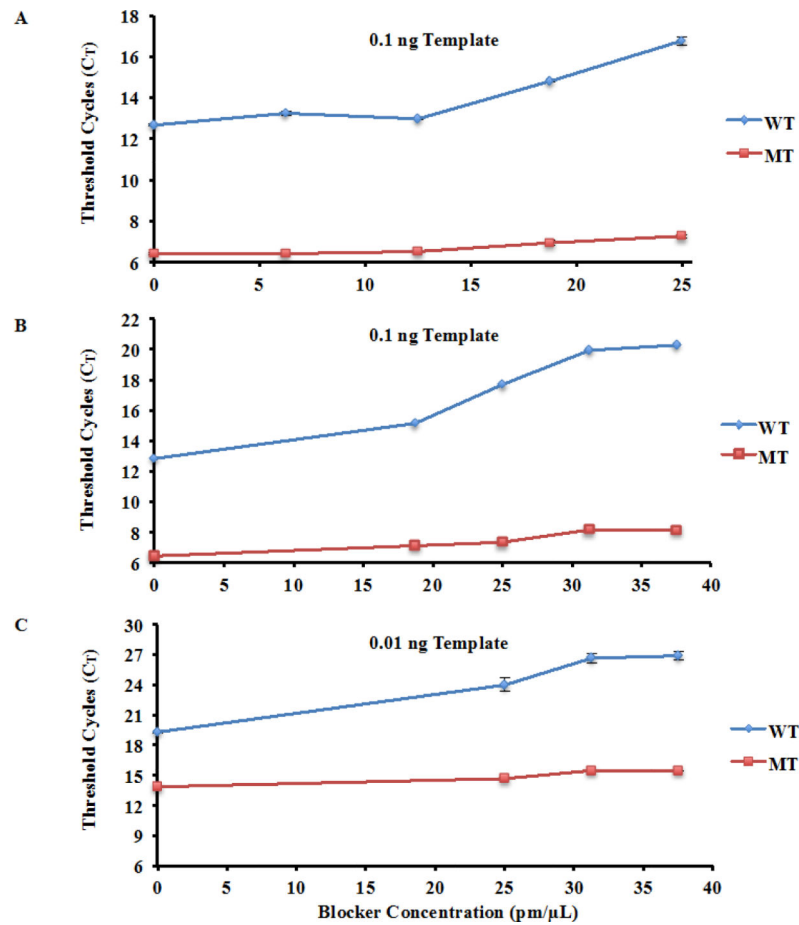 A
0.1 ng Template
Threshold Cycles (CT)
18
16
14
12
10
8
6
0 5 10 15 20 25
WT
MT
B
0.1 ng Template
Threshold Cycles (CT)
22
20
18
16
14
12
10
8
6
0 5 10 15 20 25 30 35 40
WT
MT
C
0.01 ng Template
Threshold Cycles (CT)
30
27
24
21
18
15
12
9
6
0 5 10 15 20 25 30 35 40
WT
MT
Blocker Concentration (pm/µL)